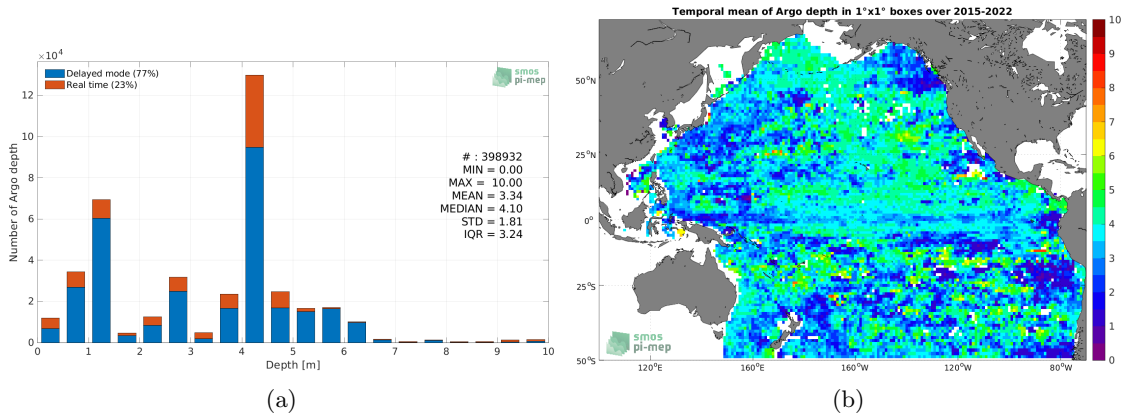 ×10⁴
Delayed mode (77%)
Real time (23%)
smos
pi-mep
12
10
8
6
4
2
0
Number of Argo depth
# : 398932
MIN = 0.00
MAX = 10.00
MEAN = 3.34
MEDIAN = 4.10
STD = 1.81
IQR = 3.24
0 1 2 3 4 5 6 7 8 9 10
Depth [m]
(a)
Temporal mean of Argo depth in 1°x1° boxes over 2015-2022
50°N
25°N
0°
25°S
50°S
120°E 160°E 160°W 120°W 80°W
smos
pi-mep
10
9
8
7
6
5
4
3
2
1
0
(b)